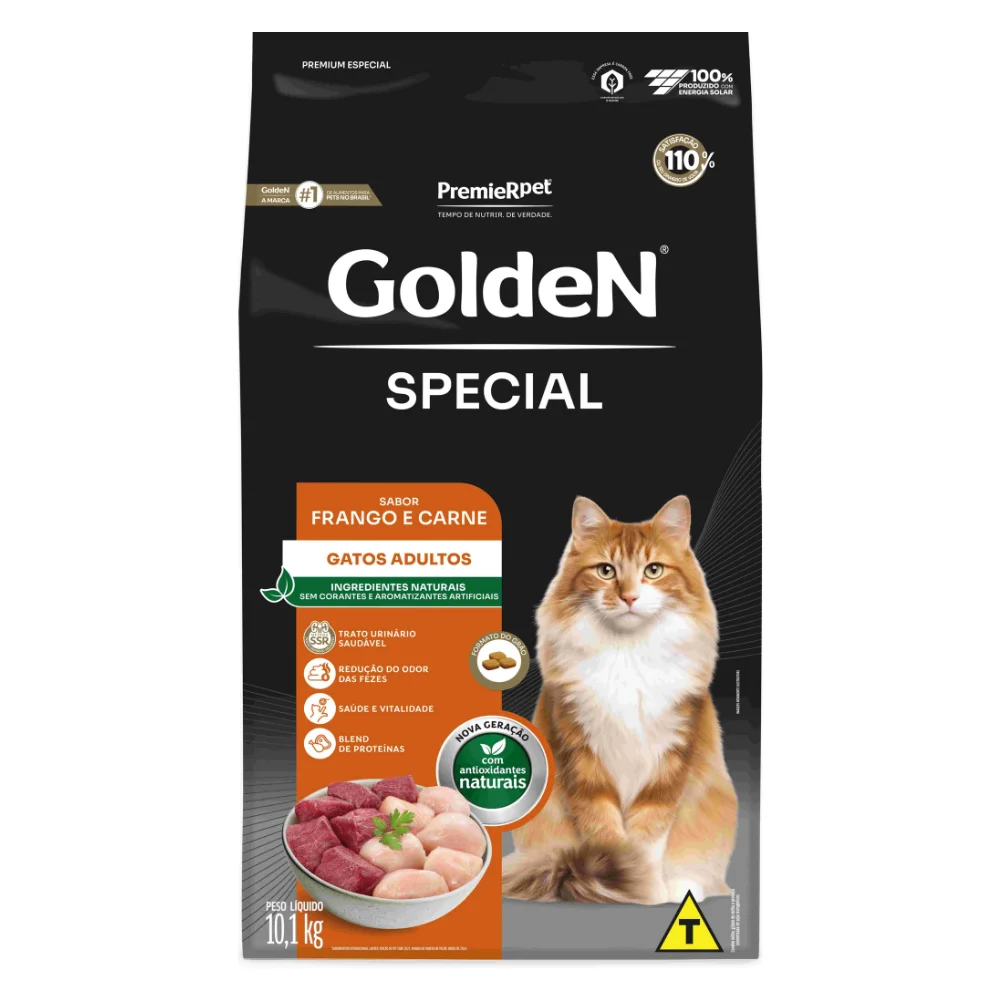 PREMIUM ESPECIAL
100%
PRODUZIDO COM
ENERGIA SOLAR
SATISFAÇÃO
110%
GoldeN
A MARCA
#1
DE ALIMENTOS PARA
PETS NO BRASIL
PremieRpet®
TEMPO DE NUTRIR. DE VERDADE.
GoldeN®
SPECIAL
SABOR
FRANGO E CARNE
GATOS ADULTOS
INGREDIENTES NATURAIS
SEM CORANTES E AROMATIZANTES ARTIFICIAIS
SSR
TRATO URINÁRIO
SAUDÁVEL
FORMATO DO GRÃO
REDUÇÃO DO ODOR
DAS FEZES
SAÚDE E VITALIDADE
BLEND
DE PROTEÍNAS
NOVA GERAÇÃO
com
antioxidantes
naturais
PESO LÍQUIDO
10,1 kg
T